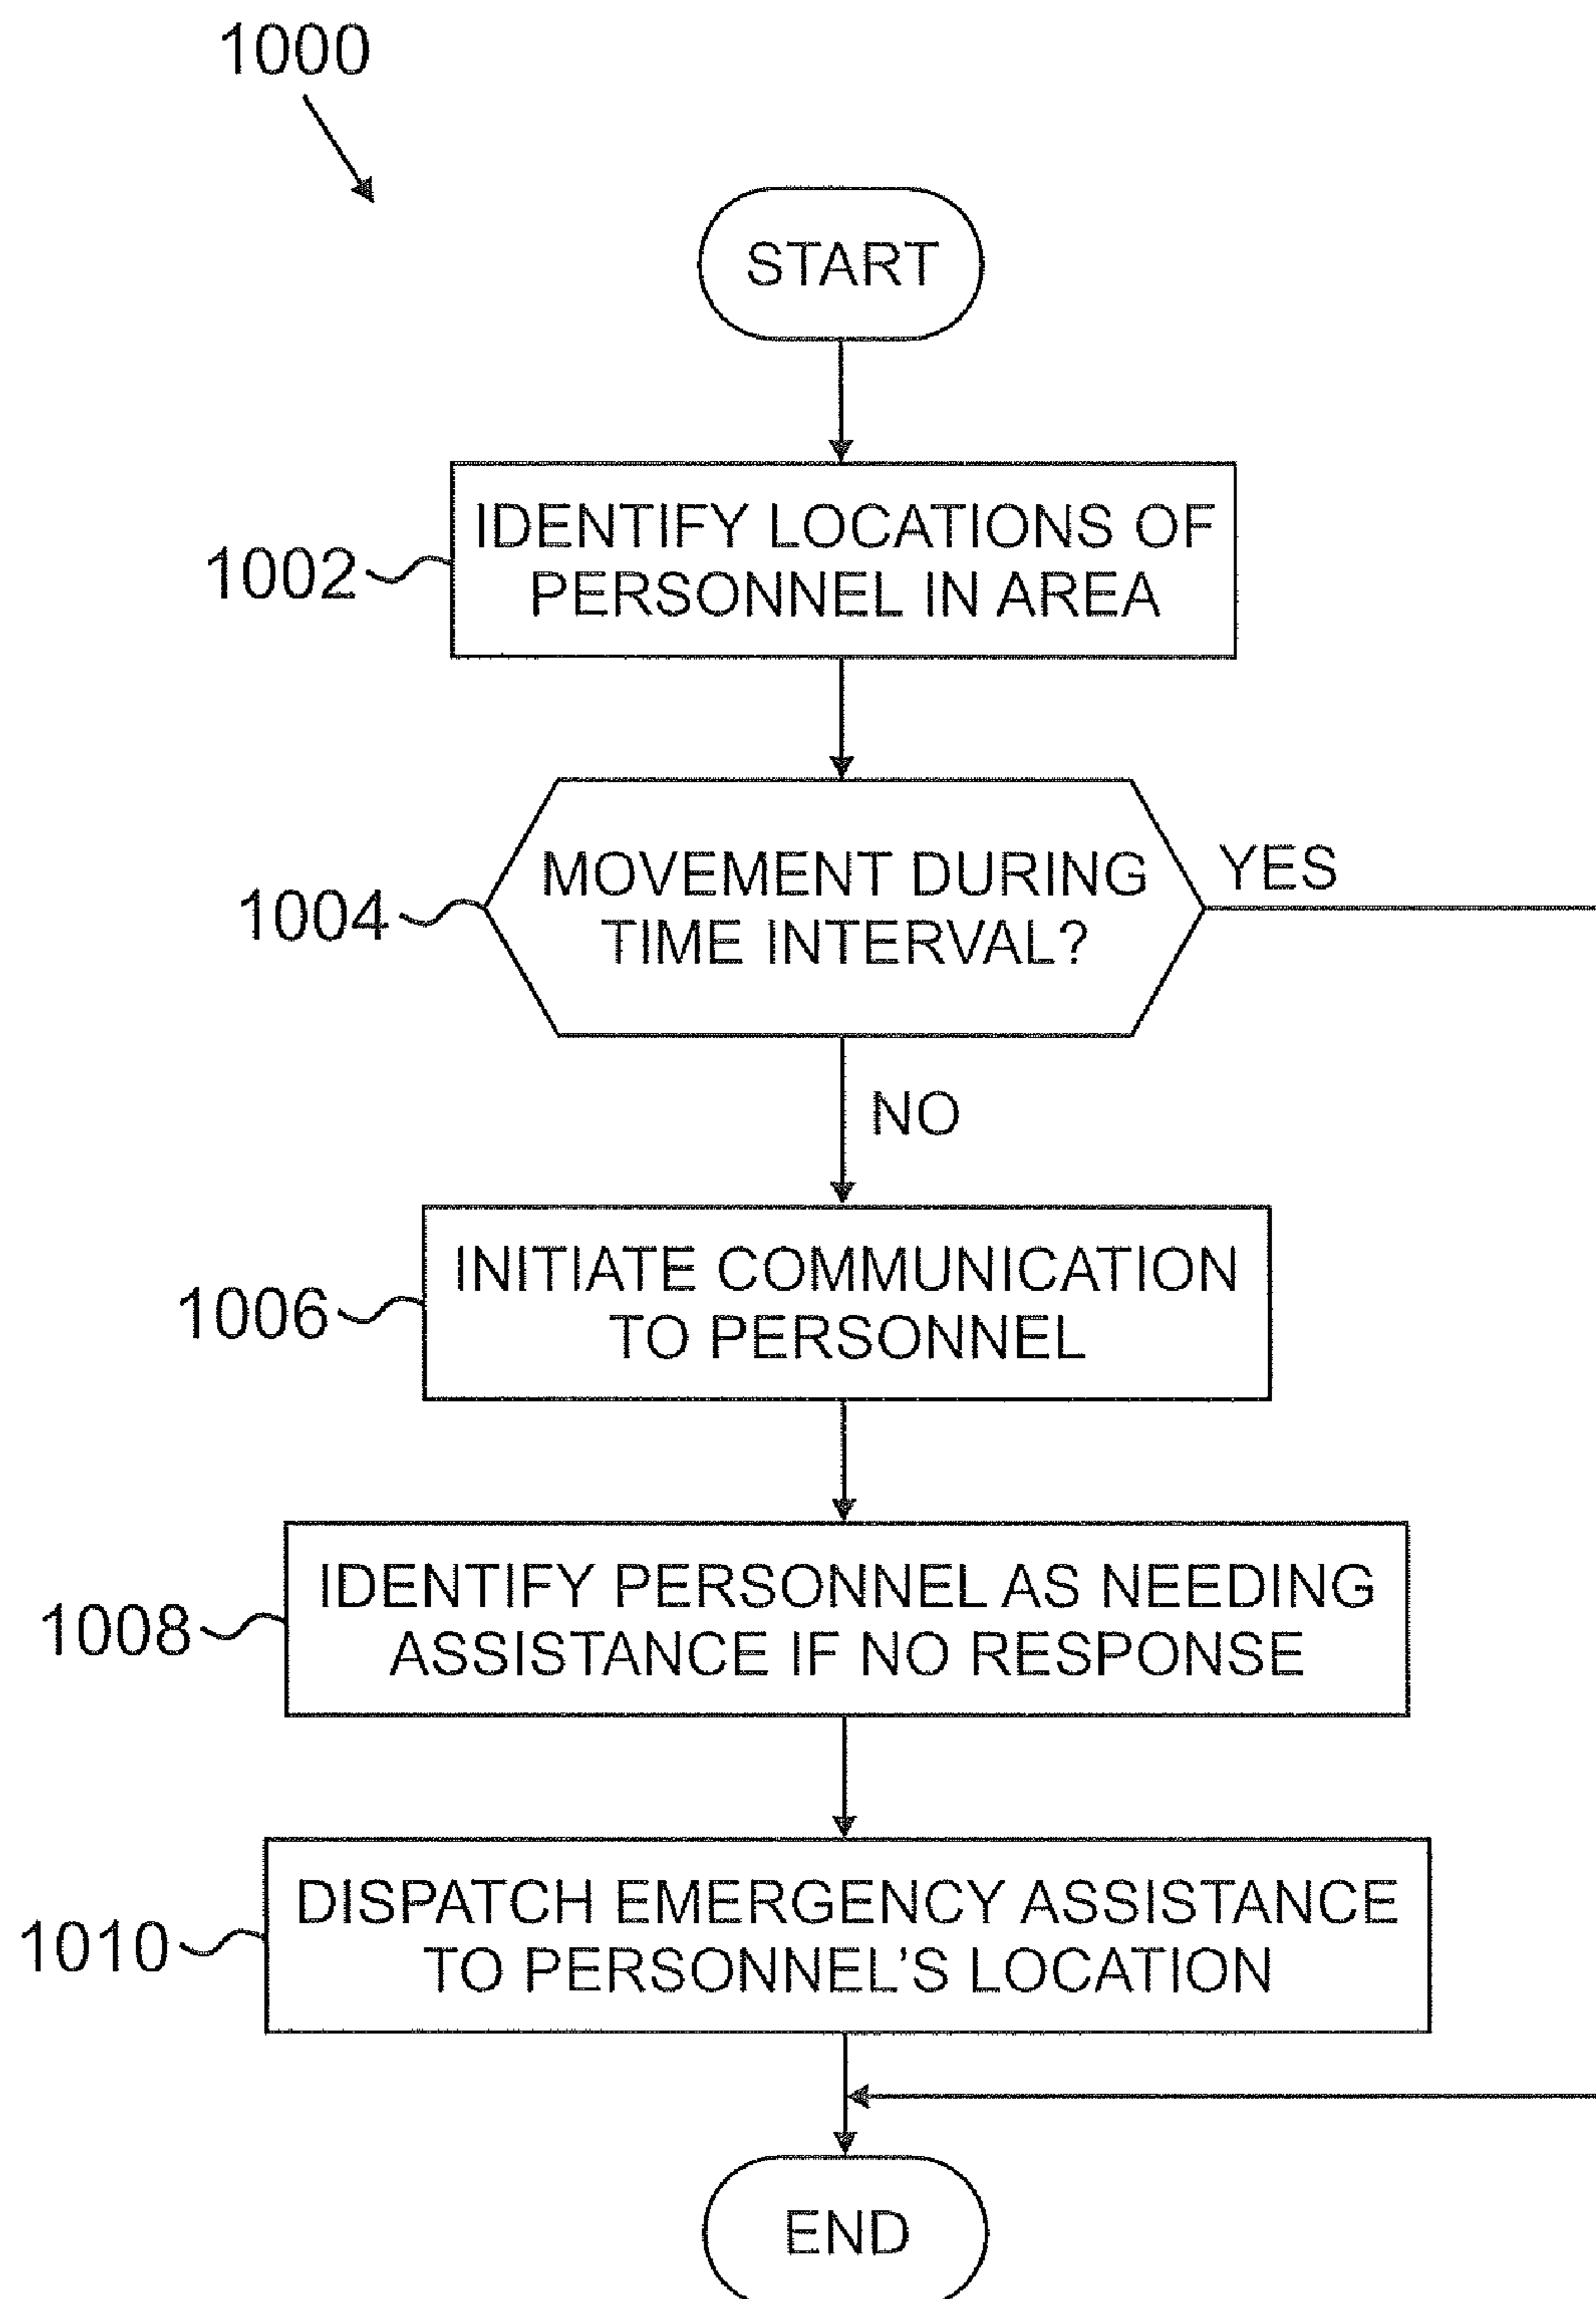 1000
START
1002
IDENTIFY LOCATIONS OF
PERSONNEL IN AREA
1004
MOVEMENT DURING
TIME INTERVAL?
YES
NO
1006
INITIATE COMMUNICATION
TO PERSONNEL
1008
IDENTIFY PERSONNEL AS NEEDING
ASSISTANCE IF NO RESPONSE
1010
DISPATCH EMERGENCY ASSISTANCE
TO PERSONNEL'S LOCATION
END